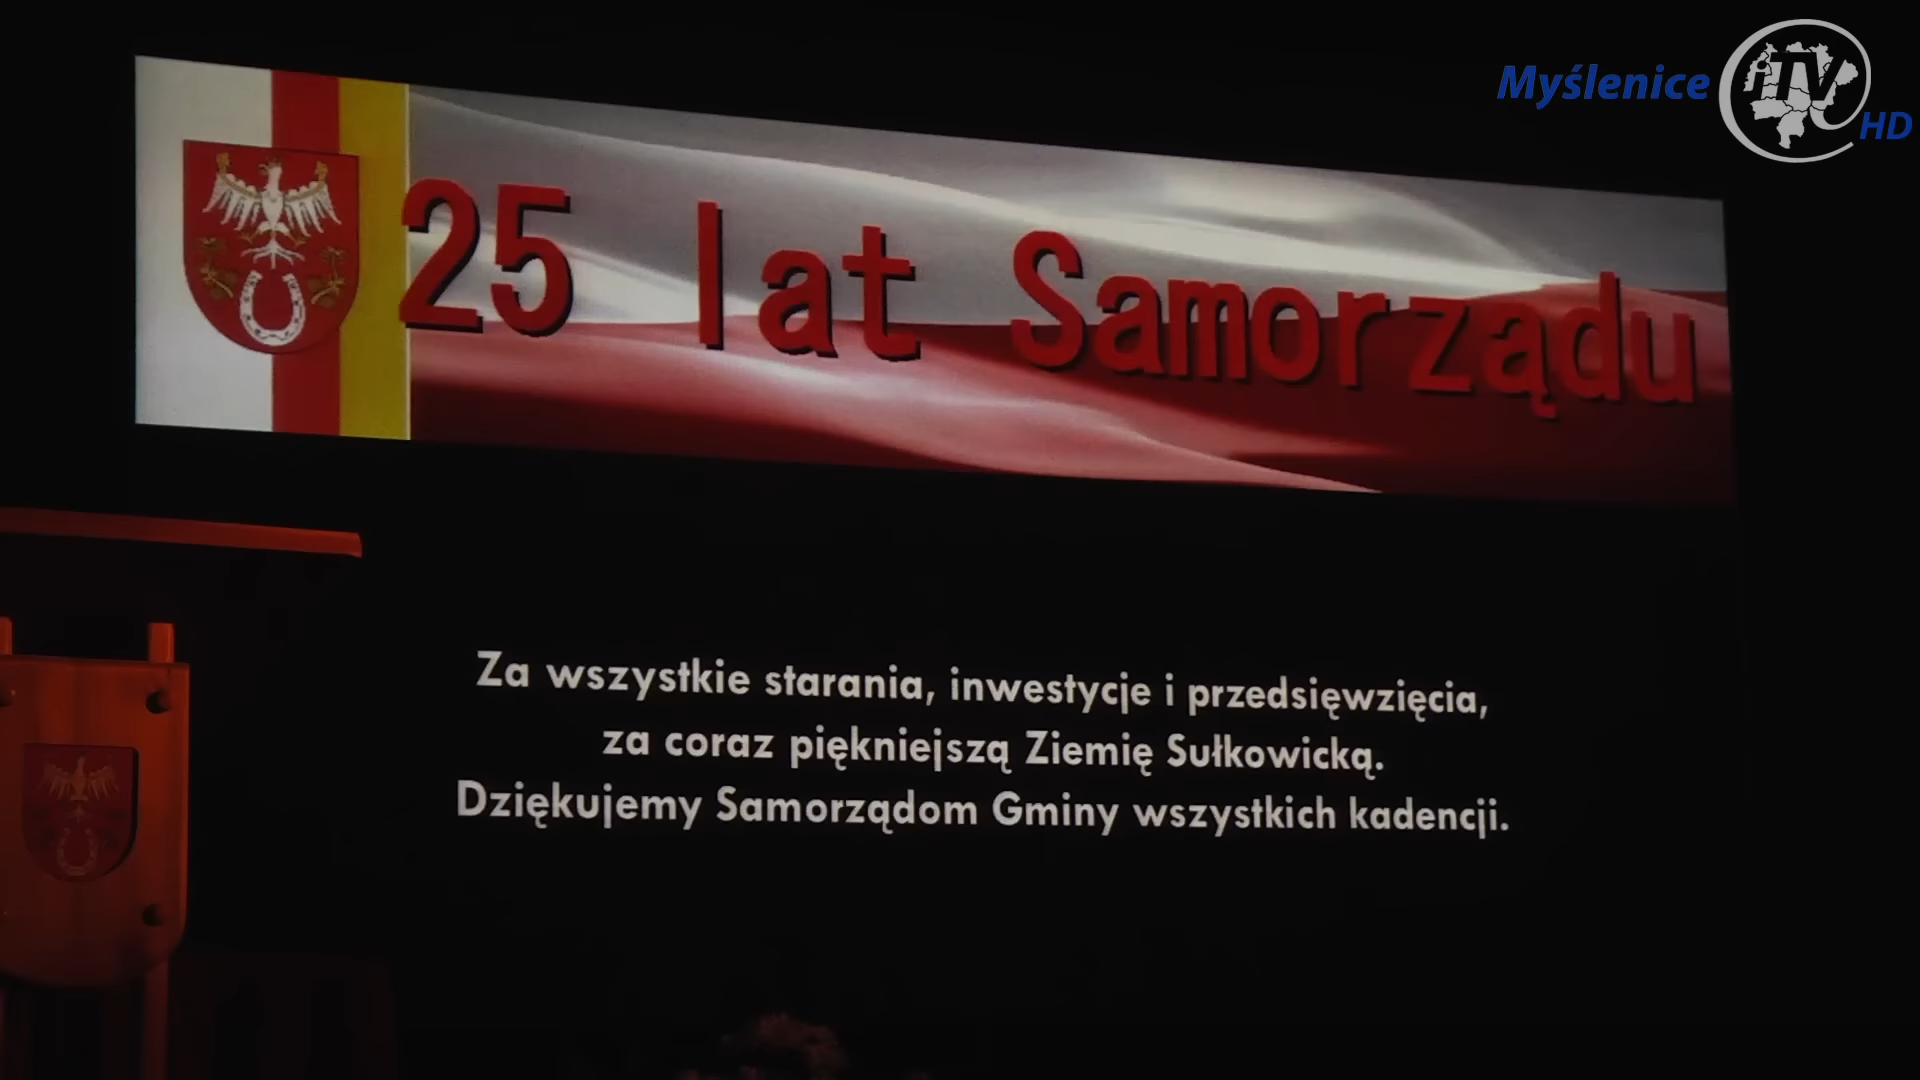 Myślenice
iTV
HD
25 lat Samorządu
Za wszystkie starania, inwestycje i przedsięwzięcia,
za coraz piękniejszą Ziemię Sułkowicką.
Dziękujemy Samorządom Gminy wszystkich kadencji.